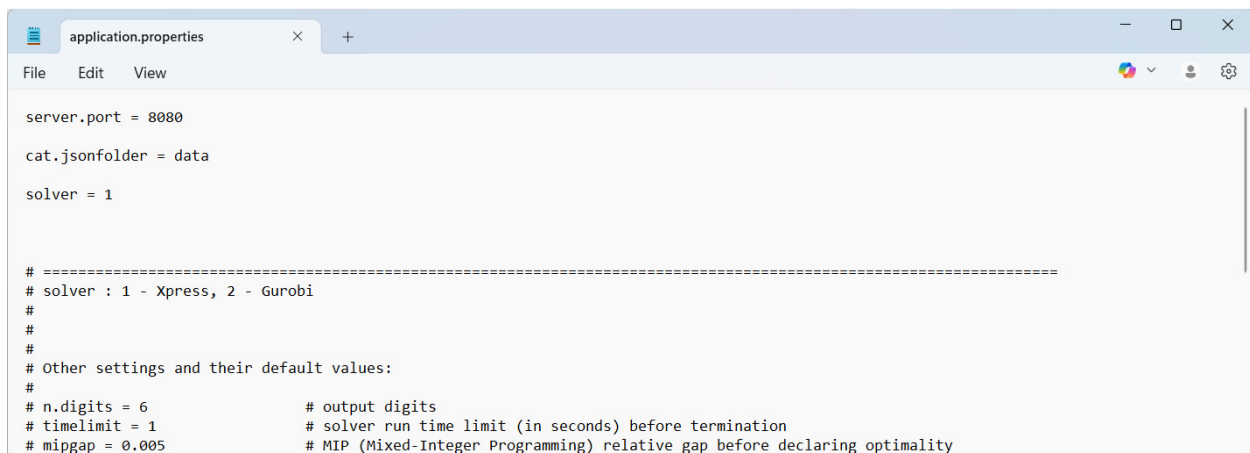 application.properties
File Edit View
server.port = 8080
cat.jsonfolder = data
solver = 1
# =====================================================================================================================
# solver : 1 - Xpress, 2 - Gurobi
#
#
#
# Other settings and their default values:
#
# n.digits = 6 # output digits
# timelimit = 1 # solver run time limit (in seconds) before termination
# mipgap = 0.005 # MIP (Mixed-Integer Programming) relative gap before declaring optimality